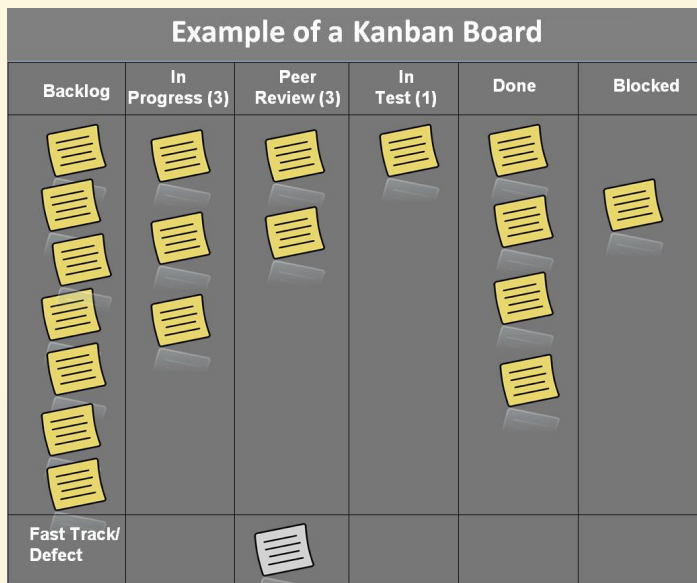 Example of a Kanban Board
Backlog
In
Progress (3)
Peer
Review (3)
In
Test (1)
Done
Blocked
Fast Track/
Defect